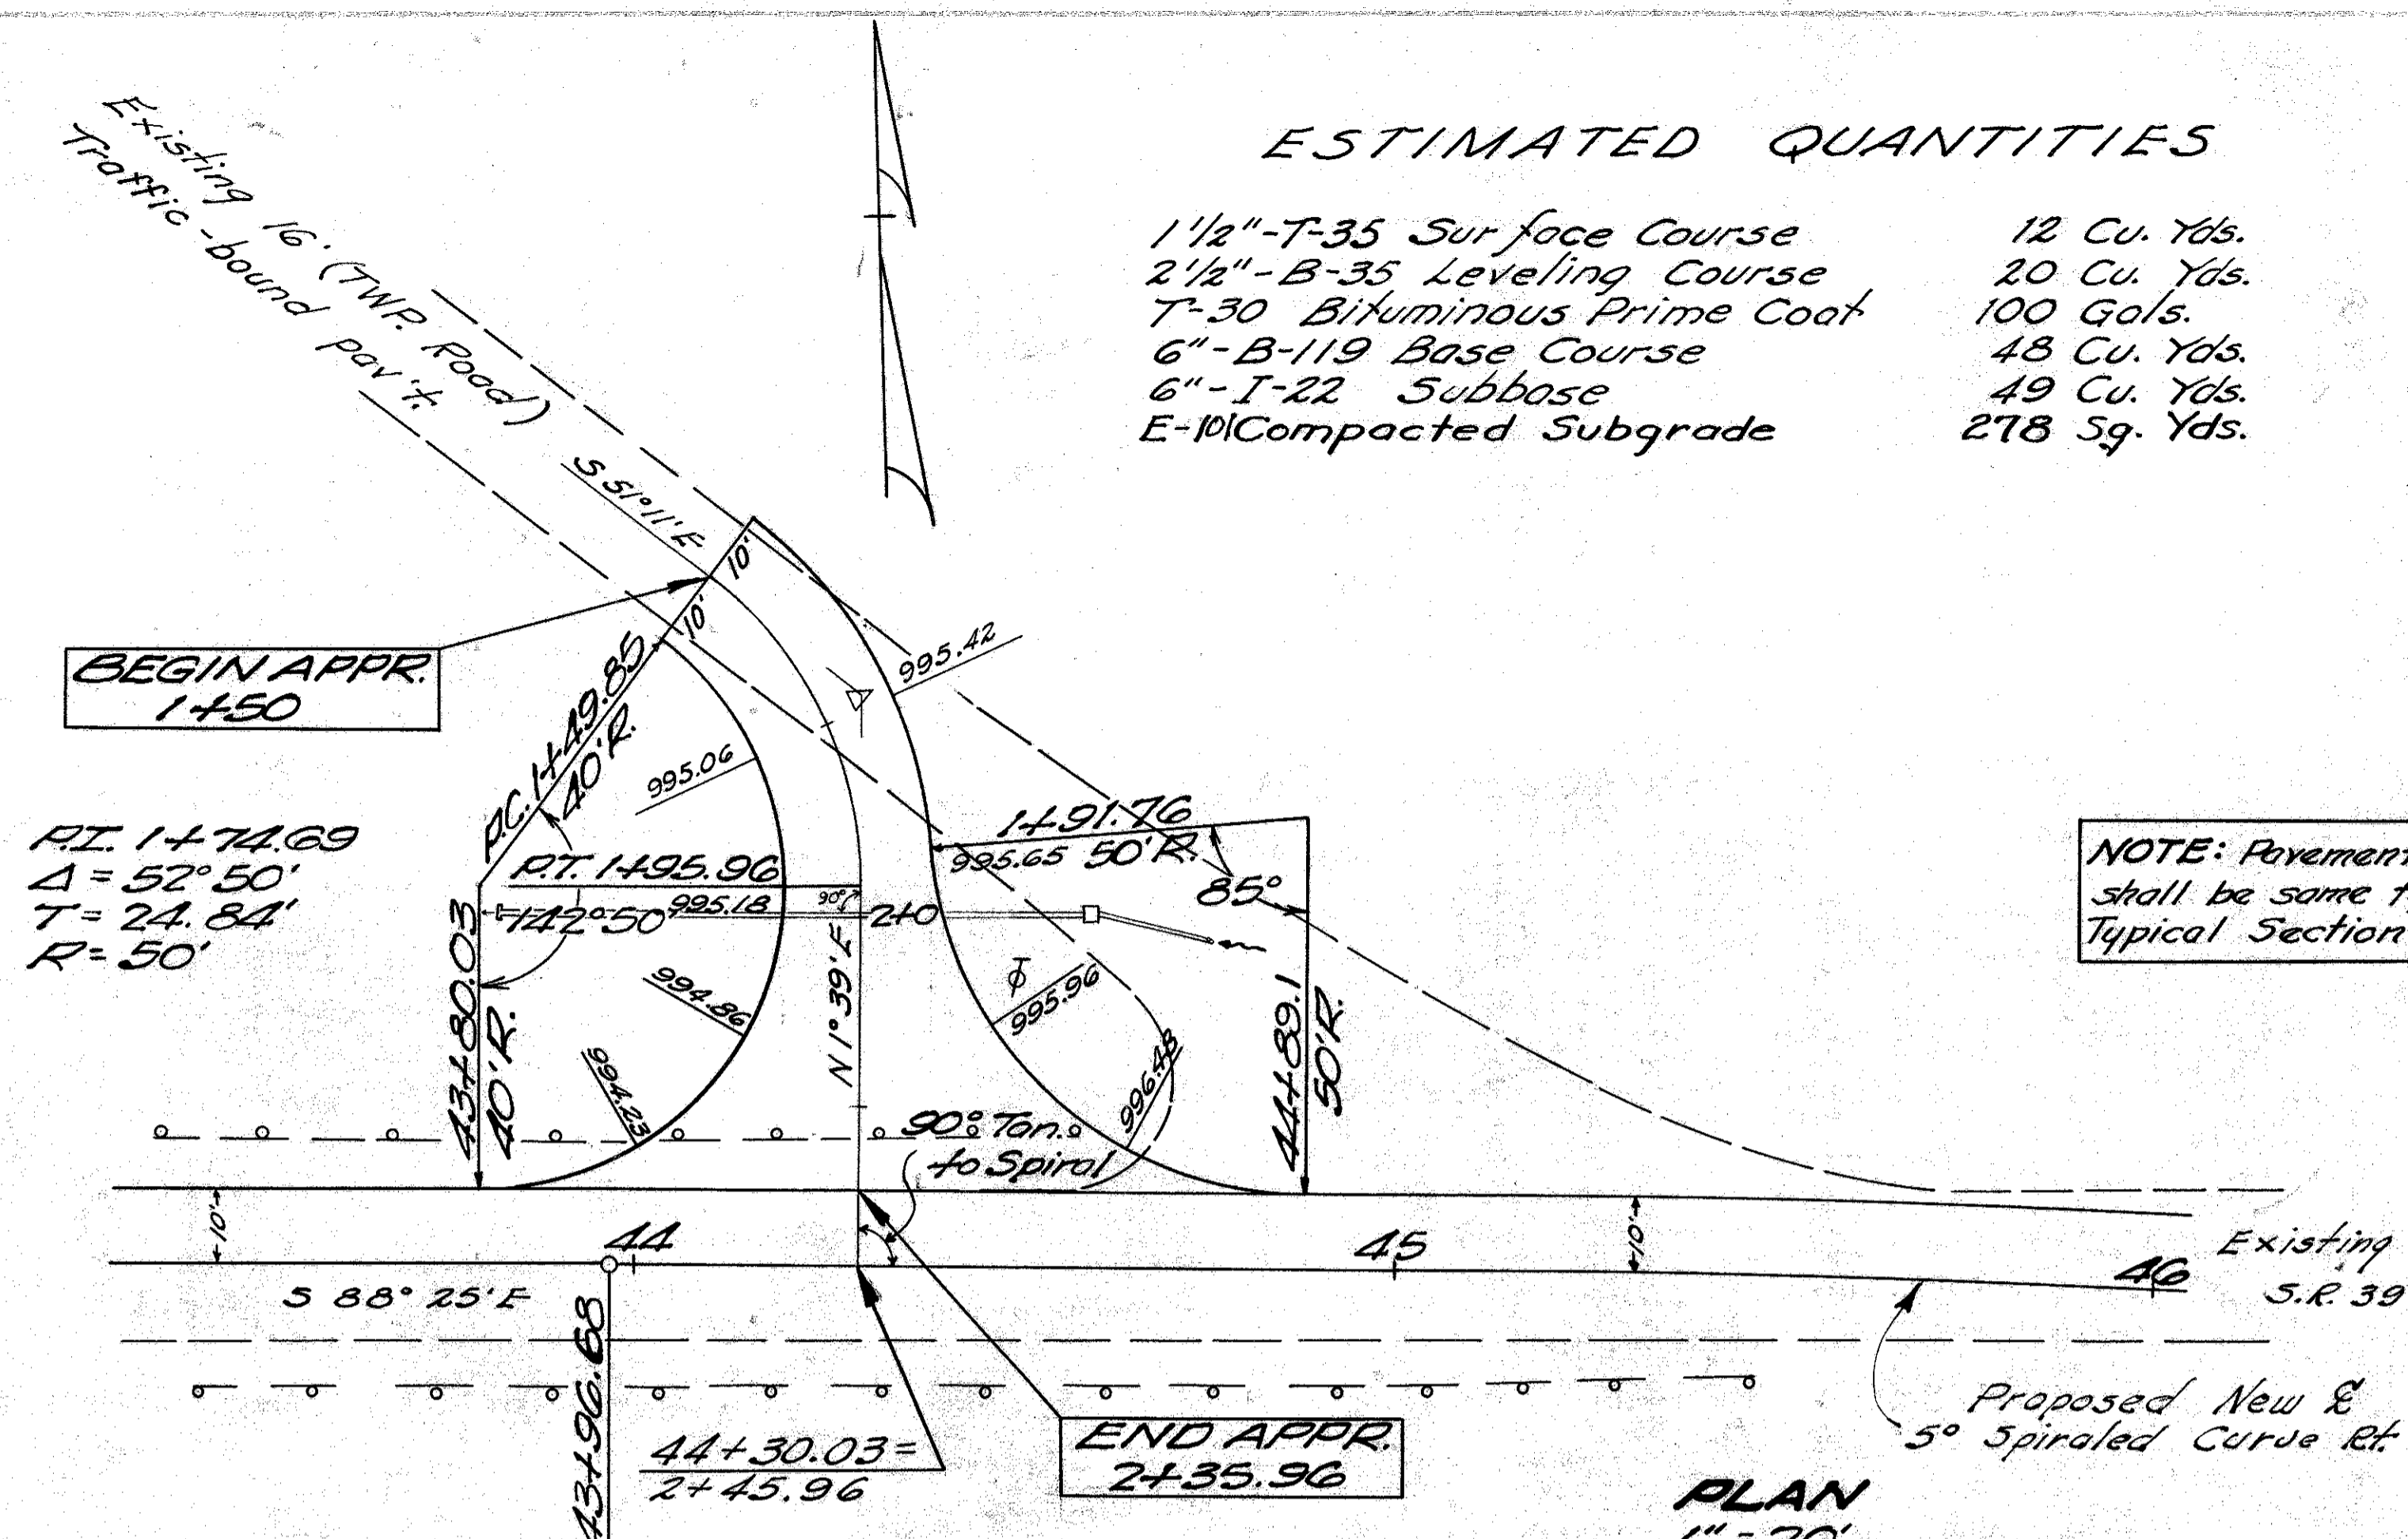 ESTIMATED QUANTITIES
1 1/2"-T-35 Surface Course 12 Cu. Yds.
2 1/2"-B-35 Leveling Course 20 Cu. Yds.
T-30 Bituminous Prime Coat 100 Gals.
6"-B-119 Base Course 48 Cu. Yds.
6"-I-22 Subbase 49 Cu. Yds.
E-101 Compacted Subgrade 278 Sq. Yds.
Existing 16' (TWP. Road)
Traffic-bound pav't.
S 51°11' E
10'
10'
BEGIN APPR.
1+50
P.C. 1+49.85
40'R.
995.42
995.06
P.I. 1+74.69
Δ = 52°50'
T = 24.84'
R = 50'
P.T. 1+95.96
142°50'
995.18
90°
2+0
1+91.76
995.65 50'R.
85°
NOTE: Pavement
shall be same
Typical Section
43+80.03
40'R.
994.86
994.23
N 1°39' E
995.96
996.48
44+89.1
50'R.
90° Tan.
to Spiral
10'
10'
44
45
46
S 88° 25' E
Existing
S.R. 39
43+96.68
44+30.03=
2+45.96
END APPR.
2+35.96
Proposed New ℄
5° Spiraled Curve Rt.
PLAN
1"=20'